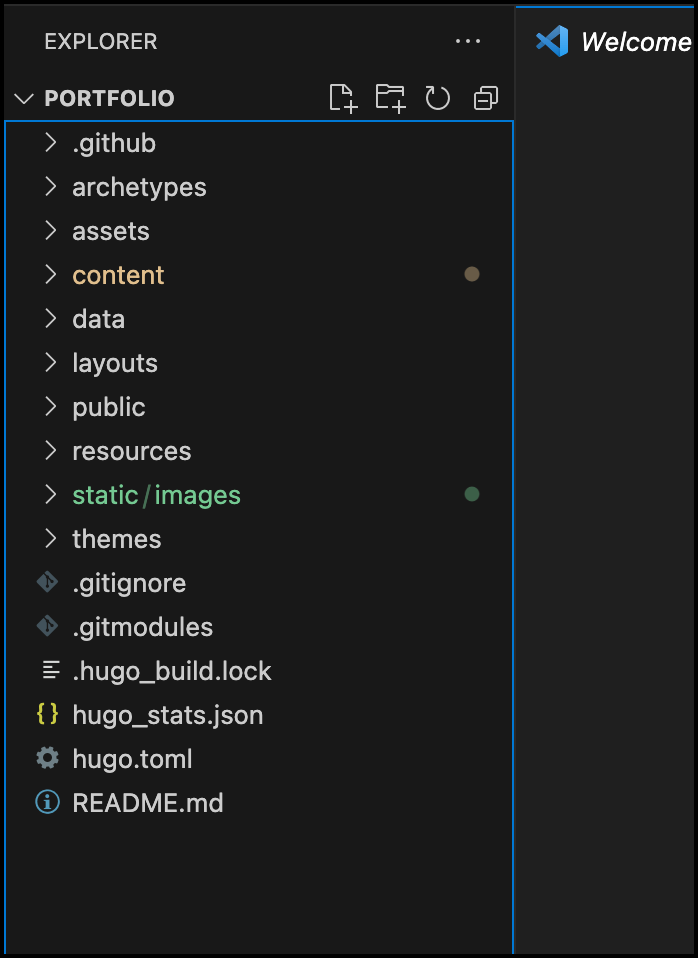 EXPLORER
Welcome
PORTFOLIO
.github
archetypes
assets
content
data
layouts
public
resources
static/images
themes
.gitignore
.gitmodules
.hugo_build.lock
hugo_stats.json
hugo.toml
README.md